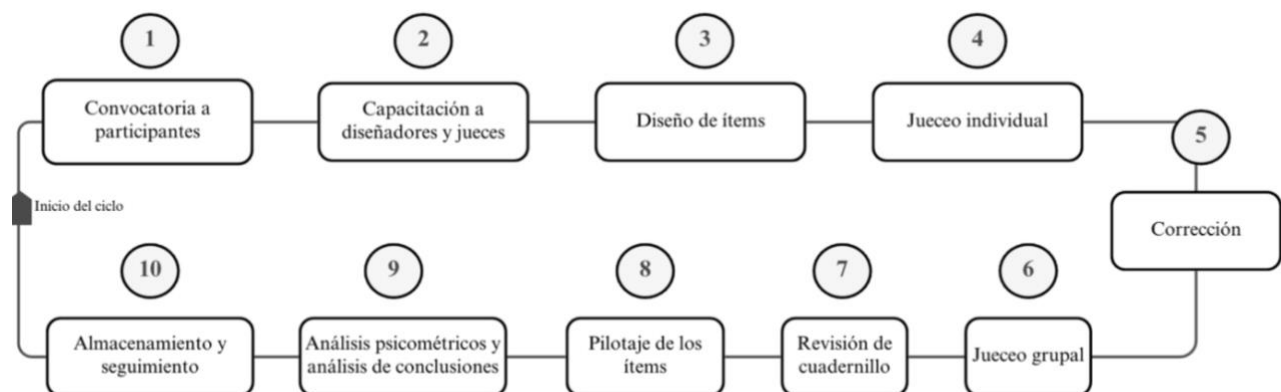 1
Convocatoria a
participantes
2
Capacitación a
diseñadores y jueces
3
Diseño de ítems
4
Jueceo individual
5
Corrección
Inicio del ciclo
6
Jueceo grupal
7
Revisión de
cuadernillo
8
Pilotaje de los
ítems
9
Análisis psicométricos y
análisis de conclusiones
10
Almacenamiento y
seguimiento